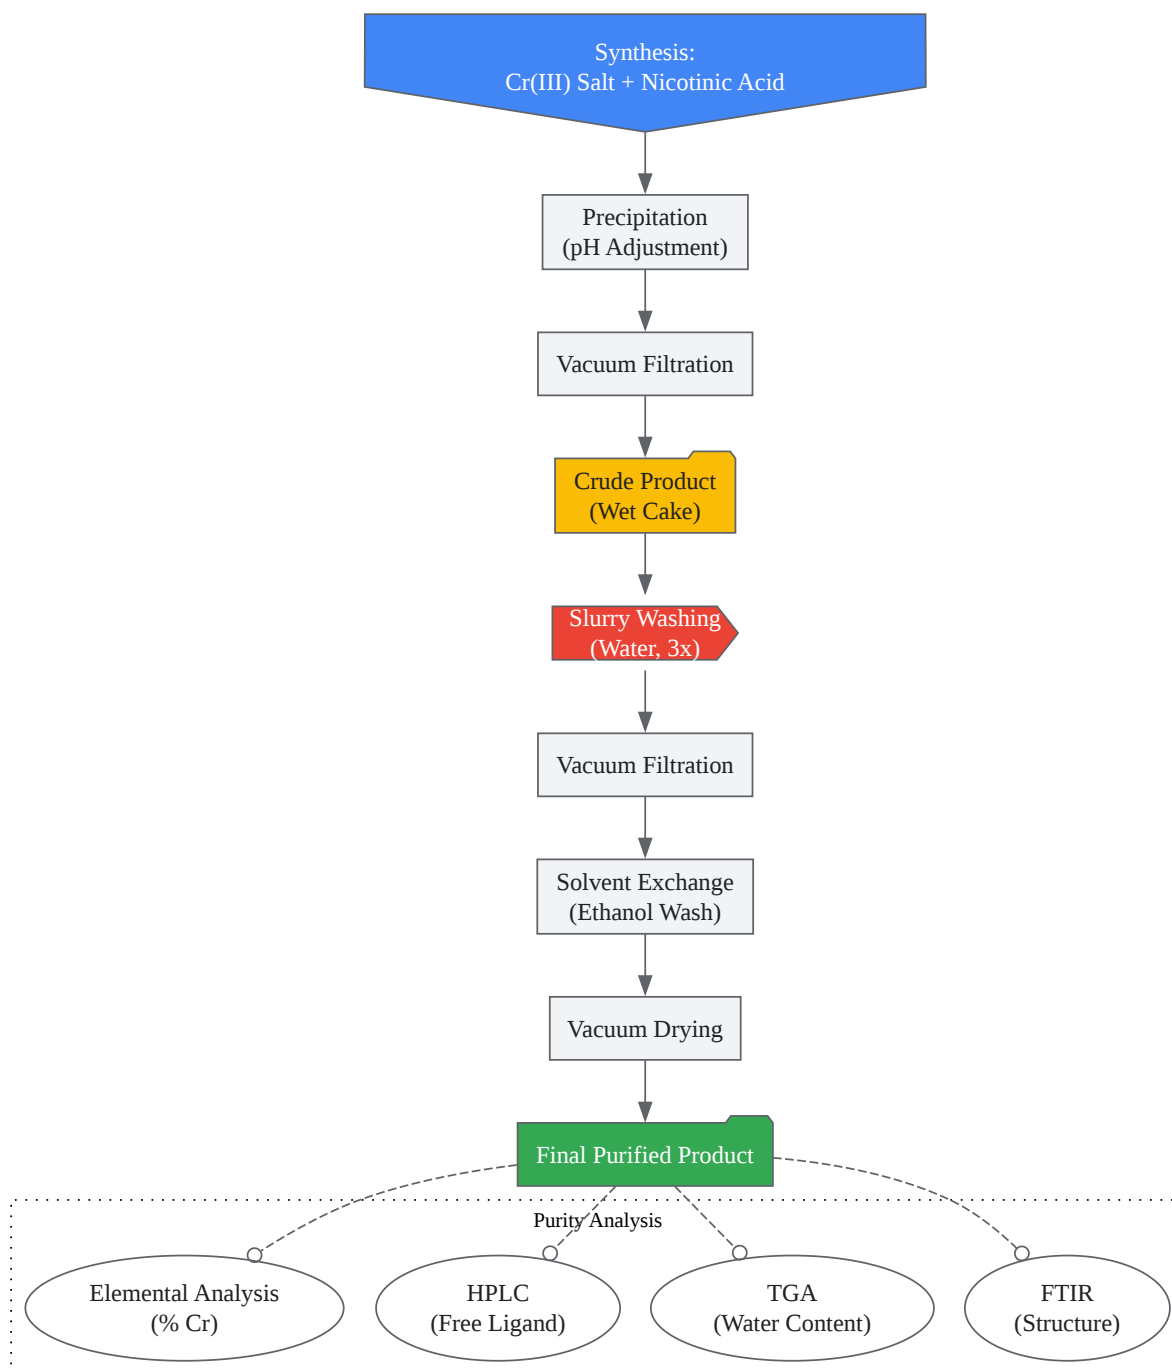 Synthesis:
Cr(III) Salt + Nicotinic Acid
Precipitation
(pH Adjustment)
Vacuum Filtration
Crude Product
(Wet Cake)
Slurry Washing
(Water, 3x)
Vacuum Filtration
Solvent Exchange
(Ethanol Wash)
Vacuum Drying
Final Purified Product
Purity Analysis
Elemental Analysis
(% Cr)
HPLC
(Free Ligand)
TGA
(Water Content)
FTIR
(Structure)